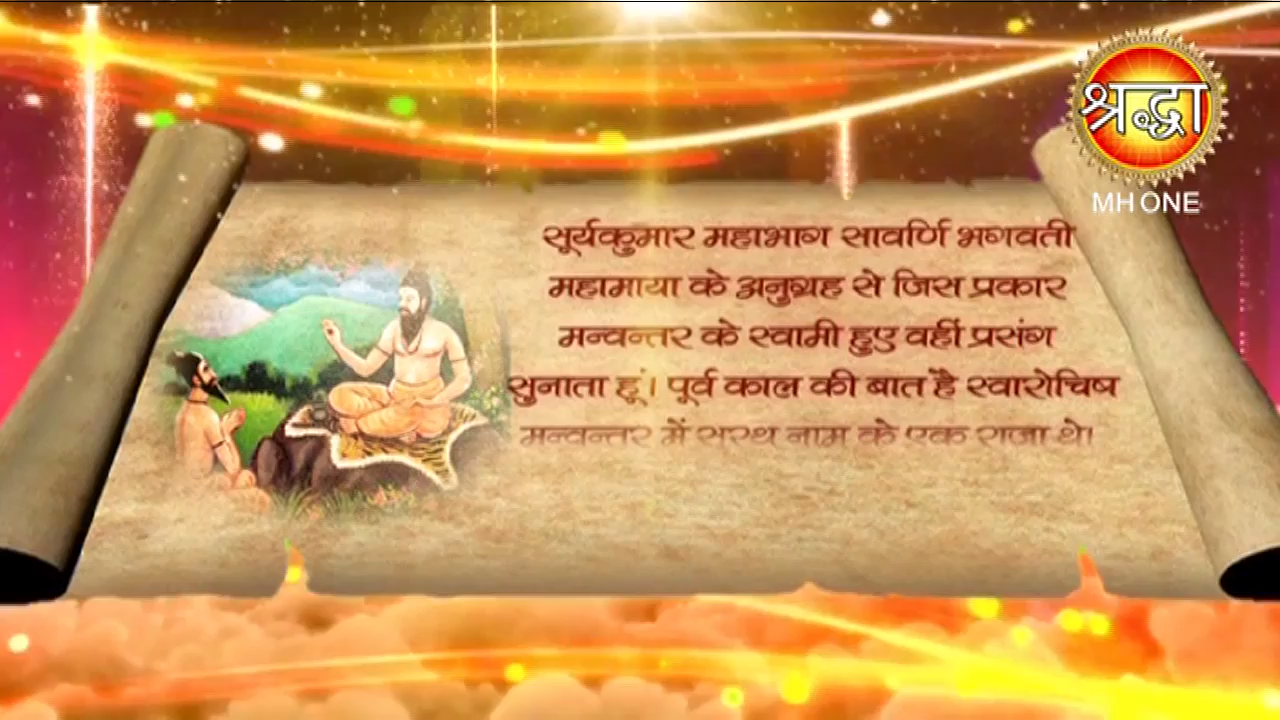 श्रद्धा
MH ONE
सूर्यकुमार महाभाग सावर्णि भगवती
महामाया के अनुग्रह से जिस प्रकार
मन्वन्तर के स्वामी हुए वहीं प्रसंग
सुनाता हूं। पूर्व काल की बात है स्वारोचिष
मन्वन्तर में सुरथ नाम के एक राजा थे।